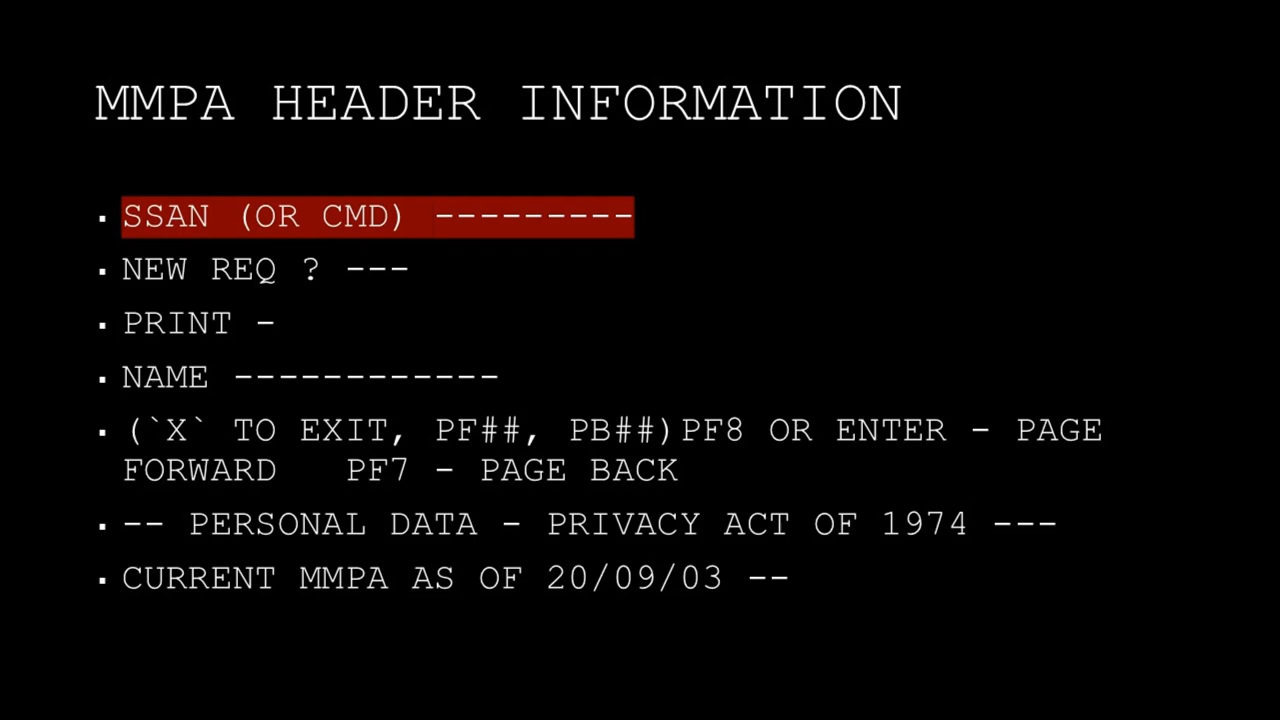 MMPA HEADER INFORMATION
▪ SSAN (OR CMD) ---------
▪ NEW REQ ? ---
▪ PRINT -
▪ NAME ------------
▪ (`X` TO EXIT, PF##, PB##)PF8 OR ENTER - PAGE
FORWARD   PF7 - PAGE BACK
▪ -- PERSONAL DATA - PRIVACY ACT OF 1974 ---
▪ CURRENT MMPA AS OF 20/09/03 --